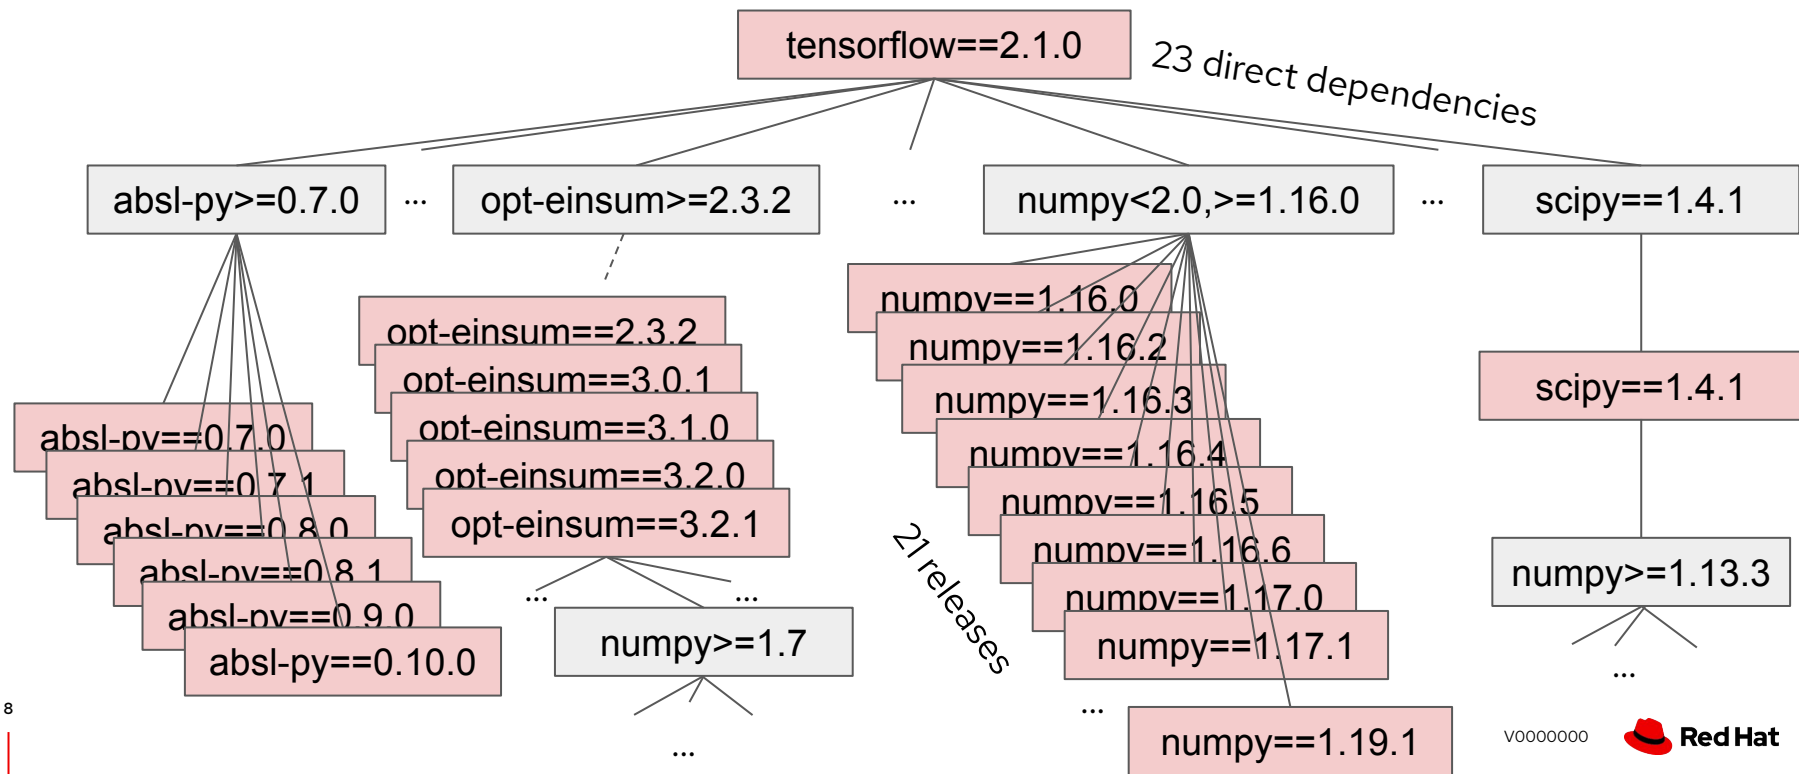 tensorflow==2.1.0
23 direct dependencies
absl-py>=0.7.0
...
opt-einsum>=2.3.2
...
numpy<2.0,>=1.16.0
...
scipy==1.4.1
absl-py==0.7.0
absl-py==0.7.1
absl-py==0.8.0
absl-py==0.8.1
absl-py==0.9.0
absl-py==0.10.0
opt-einsum==2.3.2
opt-einsum==3.0.1
opt-einsum==3.1.0
opt-einsum==3.2.0
opt-einsum==3.2.1
...
...
numpy>=1.7
...
numpy==1.16.0
numpy==1.16.2
numpy==1.16.3
numpy==1.16.4
numpy==1.16.5
numpy==1.16.6
numpy==1.17.0
numpy==1.17.1
21 releases
...
numpy==1.19.1
scipy==1.4.1
numpy>=1.13.3
...
8
V0000000
Red Hat